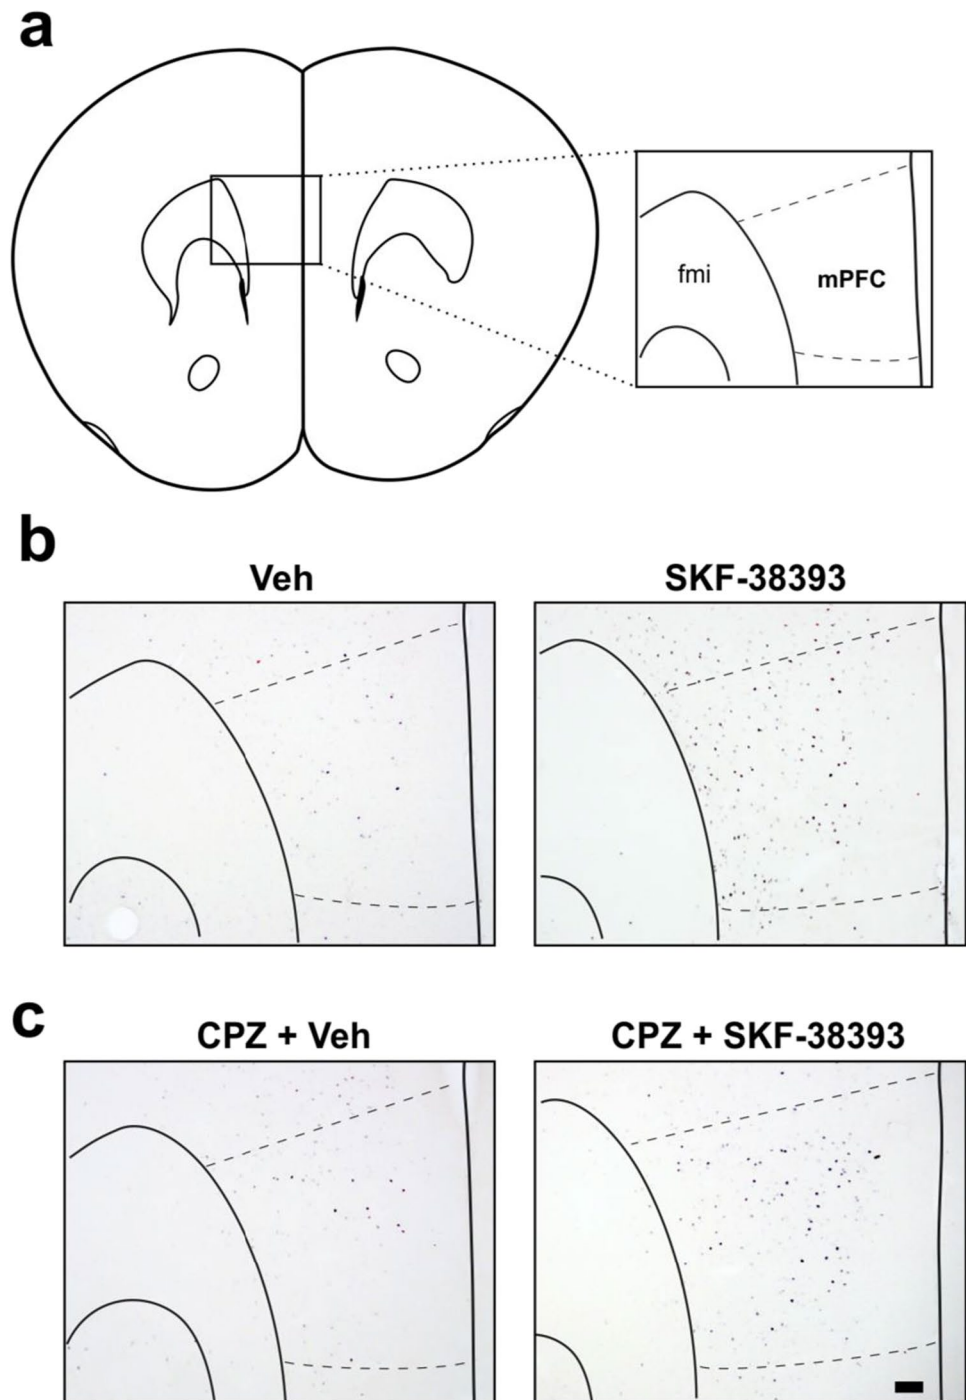 a
fmi
mPFC
b
Veh
SKF-38393
c
CPZ + Veh
CPZ + SKF-38393